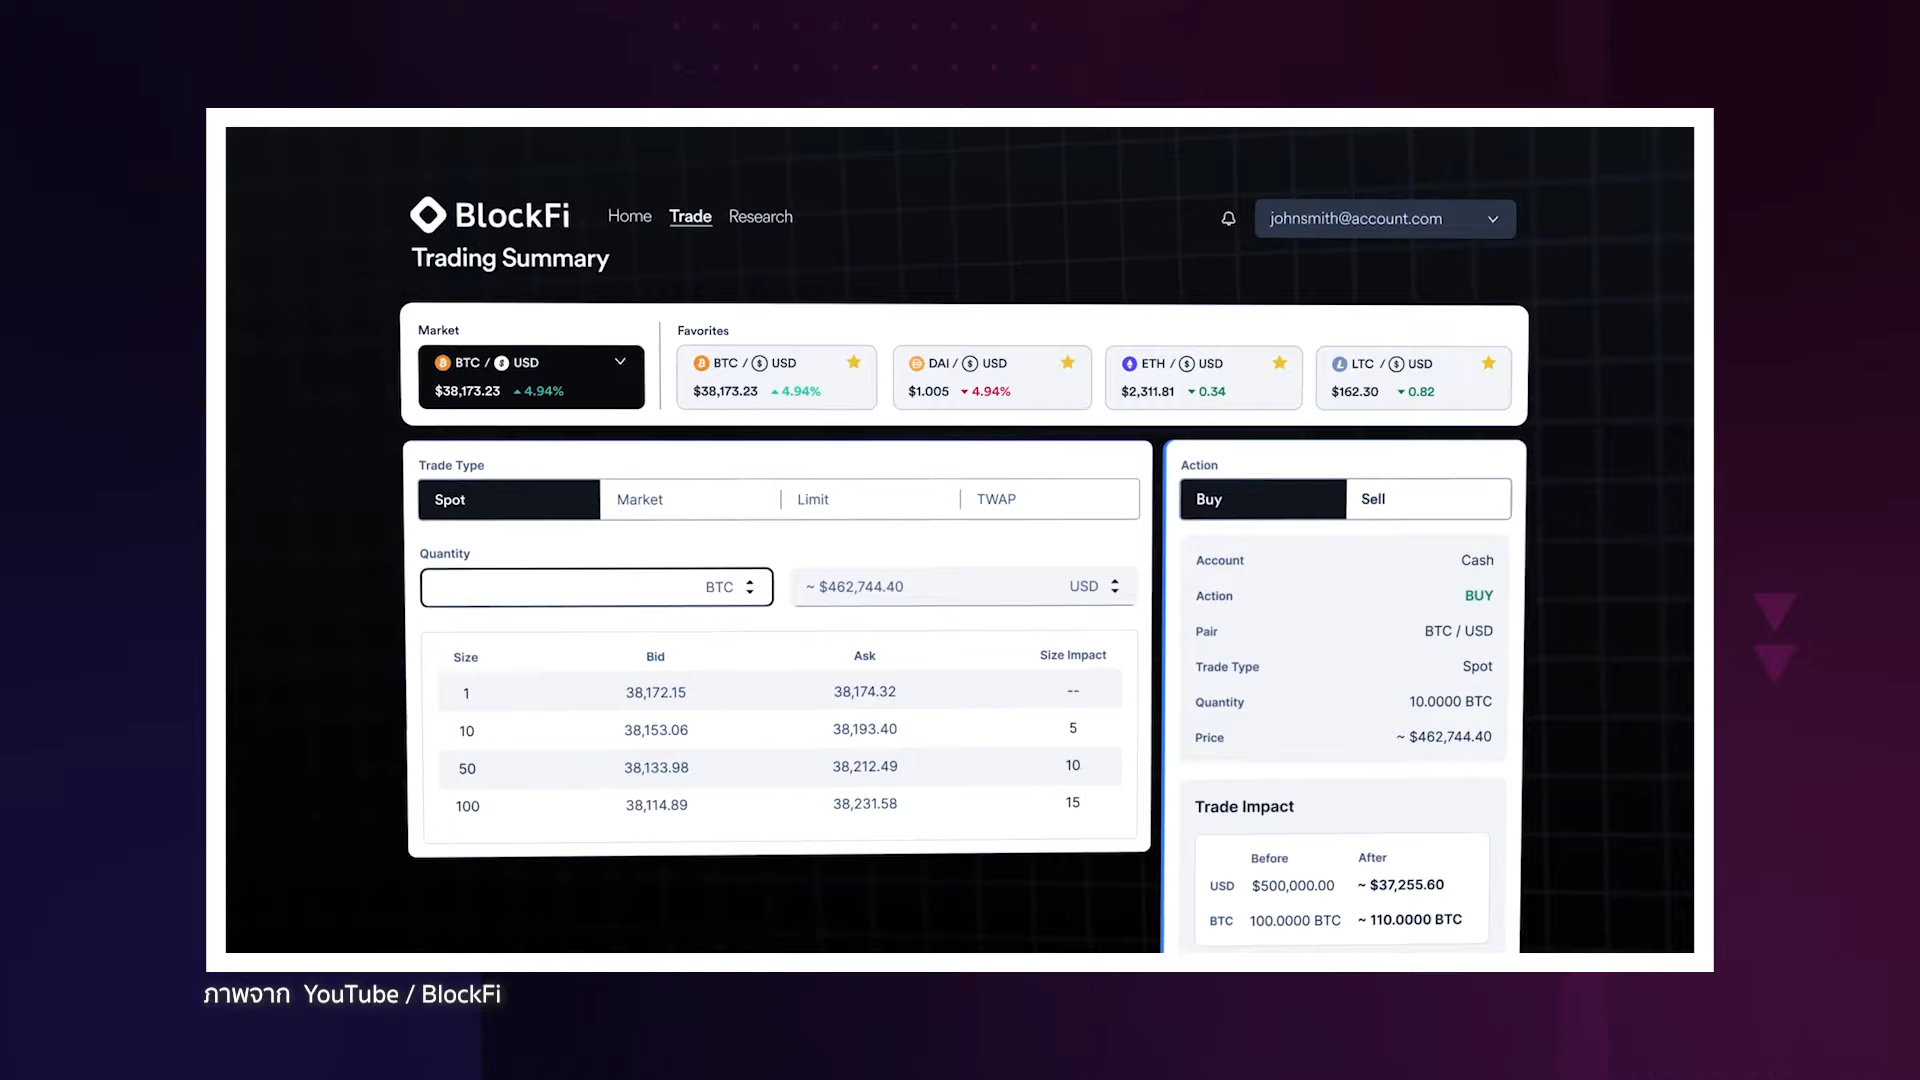 BlockFi Home Trade Research johnsmith@account.com
Trading Summary
Market Favorites
BTC / USD BTC / USD DAI / USD ETH / USD LTC / USD
$38,173.23 4.94% $38,173.23 4.94% $1.005 4.94% $2,311.81 0.34 $162.30 0.82
Trade Type
Spot Market Limit TWAP
Quantity
BTC ~ $462,744.40 USD
Size Bid Ask Size Impact
1 38,172.15 38,174.32 --
10 38,153.06 38,193.40 5
50 38,133.98 38,212.49 10
100 38,114.89 38,231.58 15
Action
Buy Sell
Account Cash
Action BUY
Pair BTC / USD
Trade Type Spot
Quantity 10.0000 BTC
Price ~ $462,744.40
Trade Impact
Before After
USD $500,000.00 ~ $37,255.60
BTC 100.0000 BTC ~ 110.0000 BTC
ภาพจาก YouTube / BlockFi